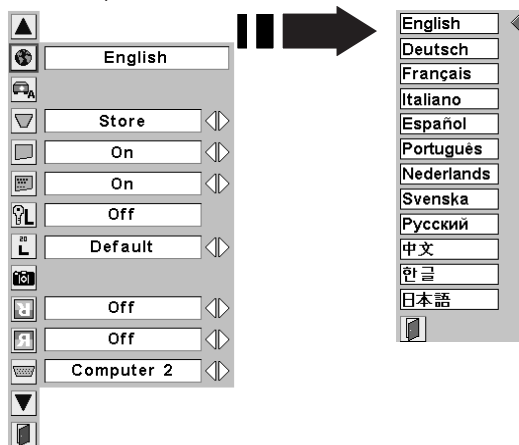 English
Store
On
On
L
Off
20
L
Default
Off
Off
Computer 2
English
Deutsch
Français
Italiano
Español
Português
Nederlands
Svenska
Русский
中文
한글
日本語